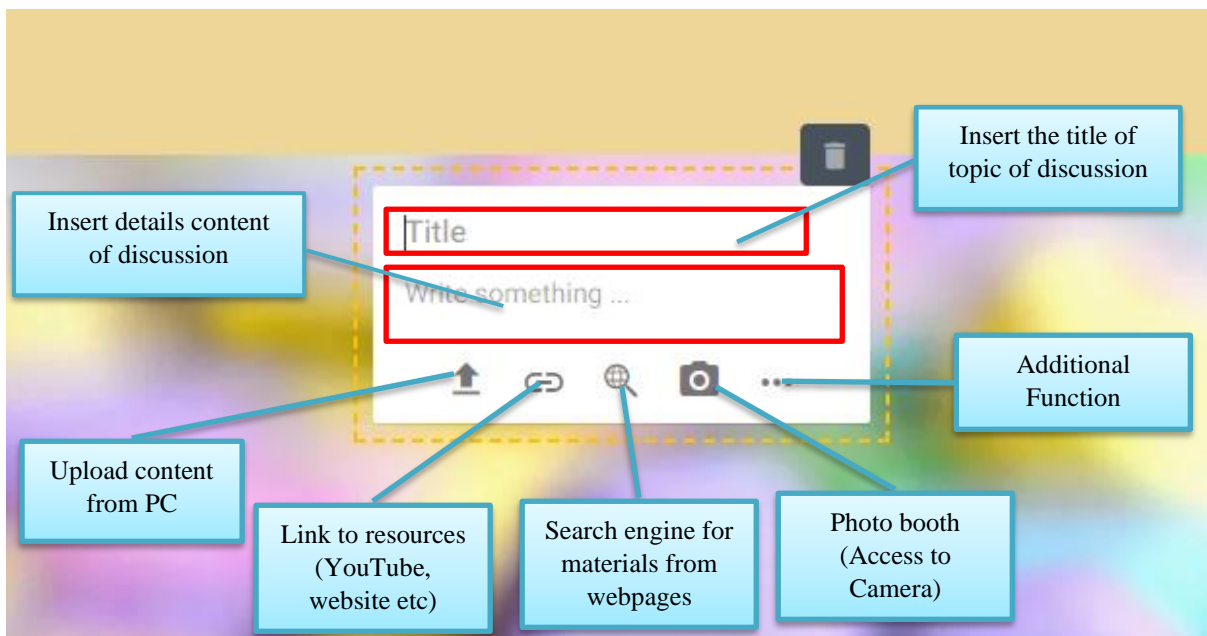 Insert the title of
topic of discussion
Insert details content
of discussion
Title
Write something ...
Additional
Function
Upload content
from PC
Link to resources
(YouTube,
website etc)
Search engine for
materials from
webpages
Photo booth
(Access to
Camera)